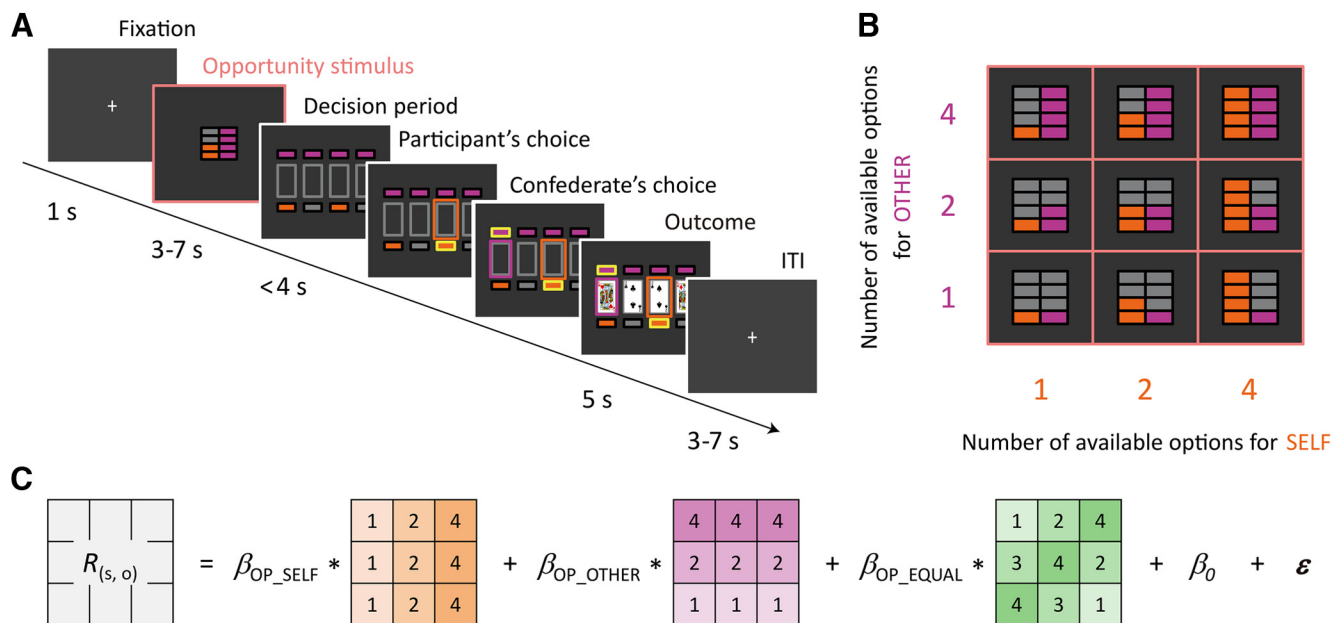 A
Fixation
Opportunity stimulus
Decision period
Participant's choice
Confederate's choice
Outcome
ITI
1 s
3-7 s
<4 s
5 s
3-7 s
B
Number of available options
for OTHER
4
2
1
1 2 4
Number of available options for SELF
C
R(s, o) = βOP_SELF * + βOP_OTHER * + βOP_EQUAL * + β0 + ε
1 2 4
1 2 4
1 2 4
4 4 4
2 2 2
1 1 1
1 2 4
3 4 2
4 3 1